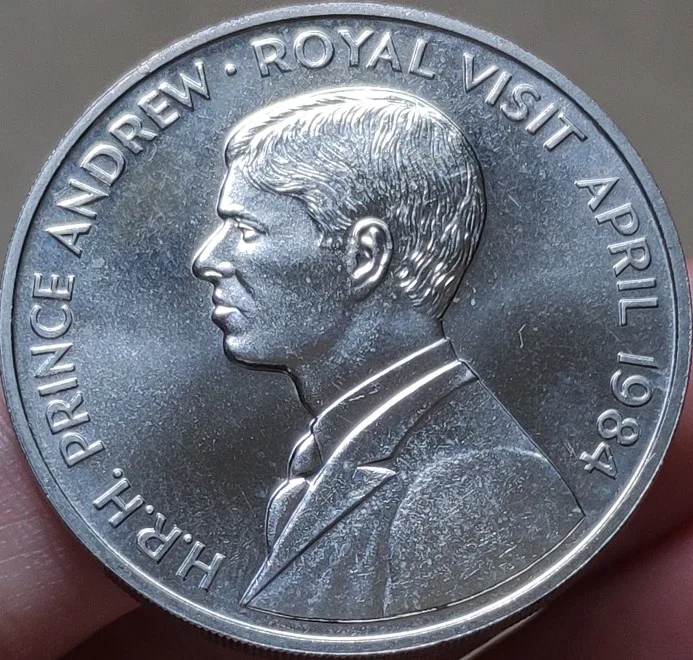 H.R.H. PRINCE ANDREW · ROYAL VISIT APRIL 1984